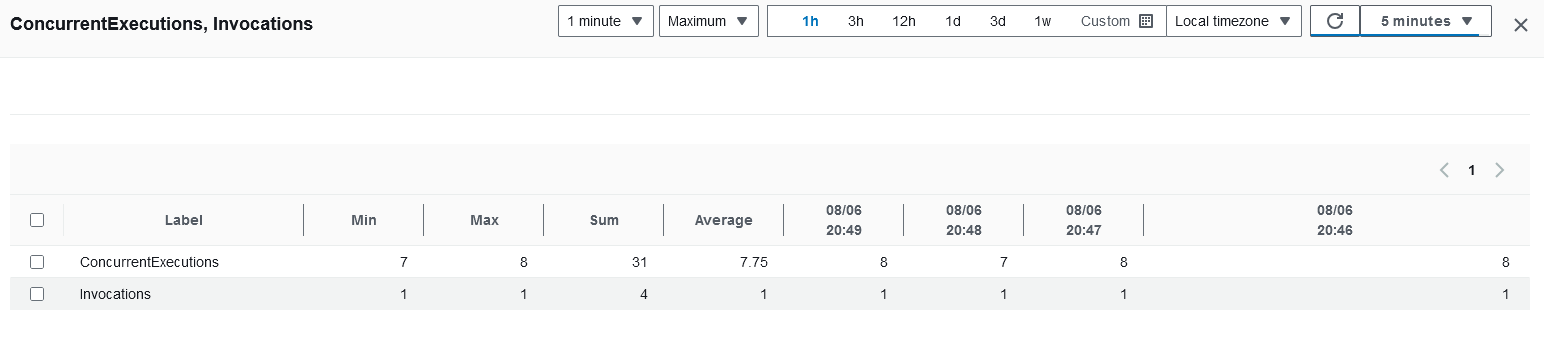 ConcurrentExecutions, Invocations
1 minute Maximum 1h 3h 12h 1d 3d 1w Custom Local timezone 5 minutes
1
Label Min Max Sum Average 08/06 20:49 08/06 20:48 08/06 20:47 08/06 20:46
ConcurrentExecutions 7 8 31 7.75 8 7 8 8
Invocations 1 1 4 1 1 1 1 1